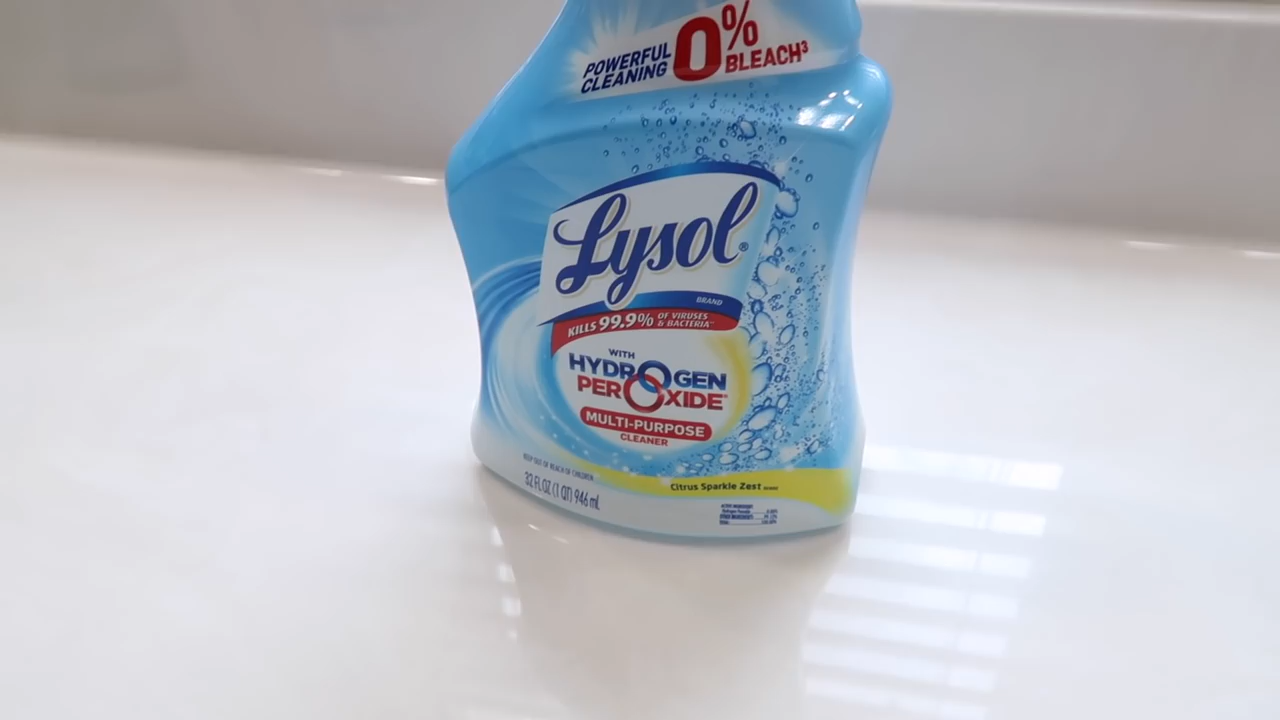 POWERFUL
CLEANING
0%
BLEACH³
Lysol®
BRAND
KILLS 99.9% OF VIRUSES
& BACTERIA
WITH
HYDROGEN
PEROXIDE
MULTI-PURPOSE
CLEANER
KEEP OUT OF REACH OF CHILDREN
32 FL OZ (1 QT) 946 mL
Citrus Sparkle Zest